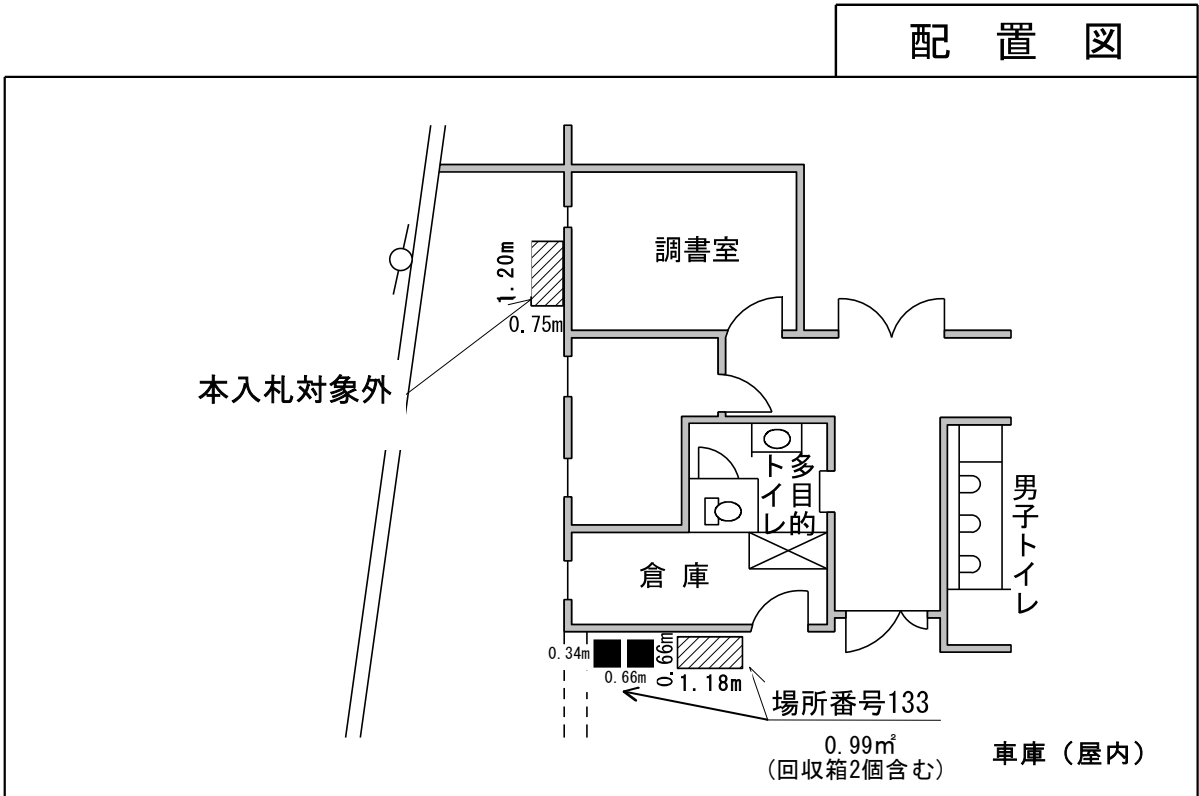 配置図
調書室
1.20m
0.75m
本入札対象外
多目的
トイレ
男子トイレ
倉庫
0.34m
0.66m
0.66m
1.18m
場所番号133
0.99㎡
(回収箱2個含む)
車庫（屋内）